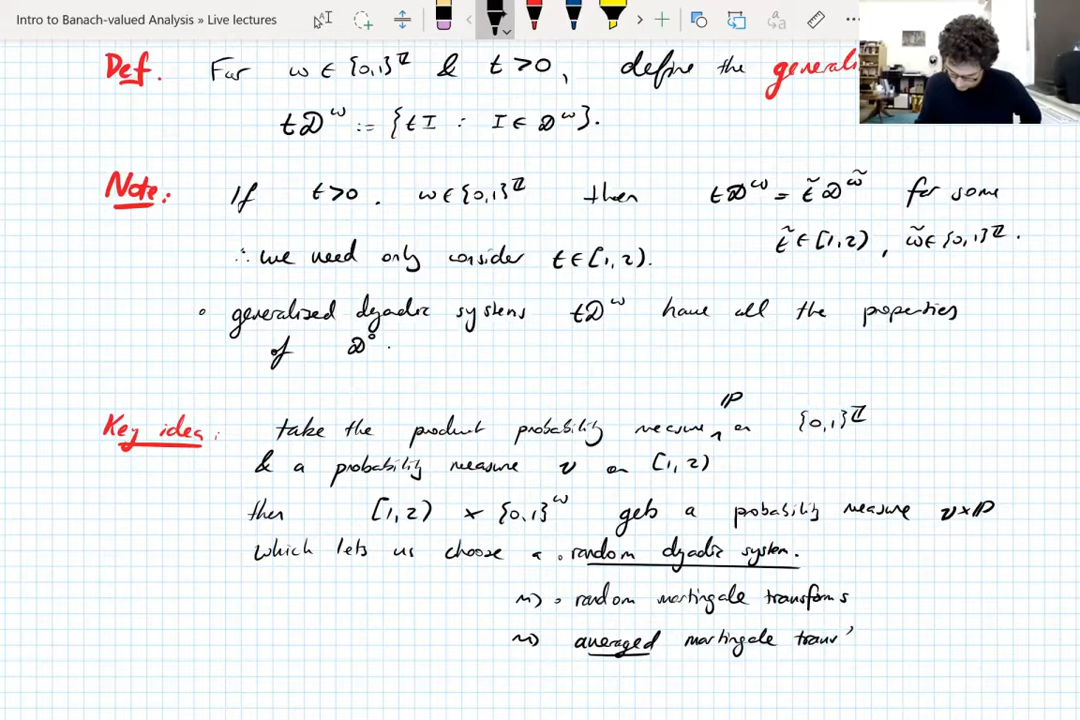 Intro to Banach-valued Analysis » Live lectures
Def. For ω ∈ {0,1}^ℤ & t > 0, define the
t𝒟^ω := {tI : I ∈ 𝒟^ω}.
Note: If t > 0, ω ∈ {0,1}^ℤ then t𝒟^ω = t̃𝒟^ω̃ for some
t̃ ∈ [1,2), ω̃ ∈ {0,1}^ℤ.
∴ we need only consider t ∈ [1,2).
• generalised dyadic systems t𝒟^ω have all the properties
of 𝒟^0.
Key idea: take the product probability measure ℙ on {0,1}^ℤ
& a probability measure ν on [1,2)
then [1,2) × {0,1}^ω gets a probability measure ν×ℙ
which lets us choose a random dyadic system.
⇝ random martingale transforms
⇝ averaged martingale trans